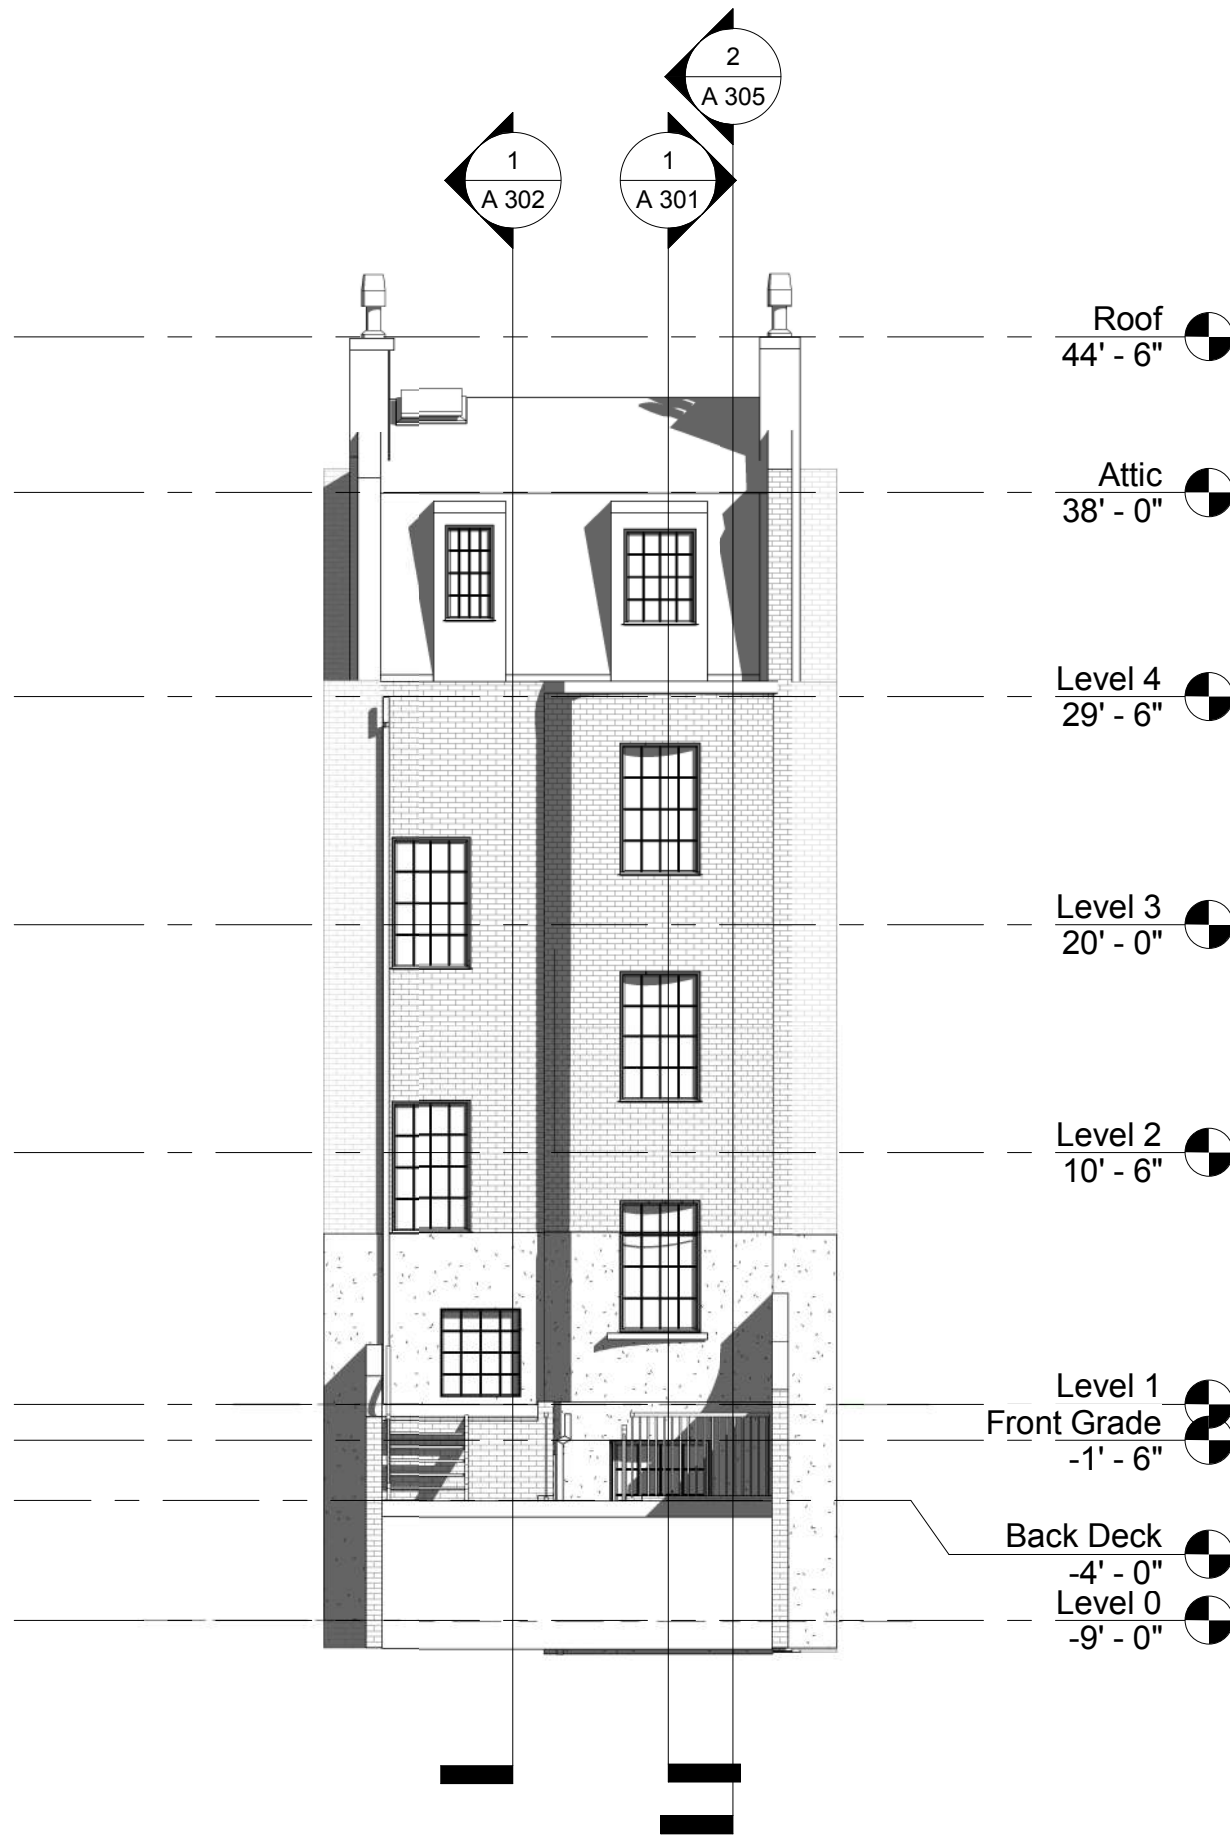 2
A 305
1
A 302
1
A 301
Roof
44' - 6"
Attic
38' - 0"
Level 4
29' - 6"
Level 3
20' - 0"
Level 2
10' - 6"
Level 1
Front Grade
-1' - 6"
Back Deck
-4' - 0"
Level 0
-9' - 0"